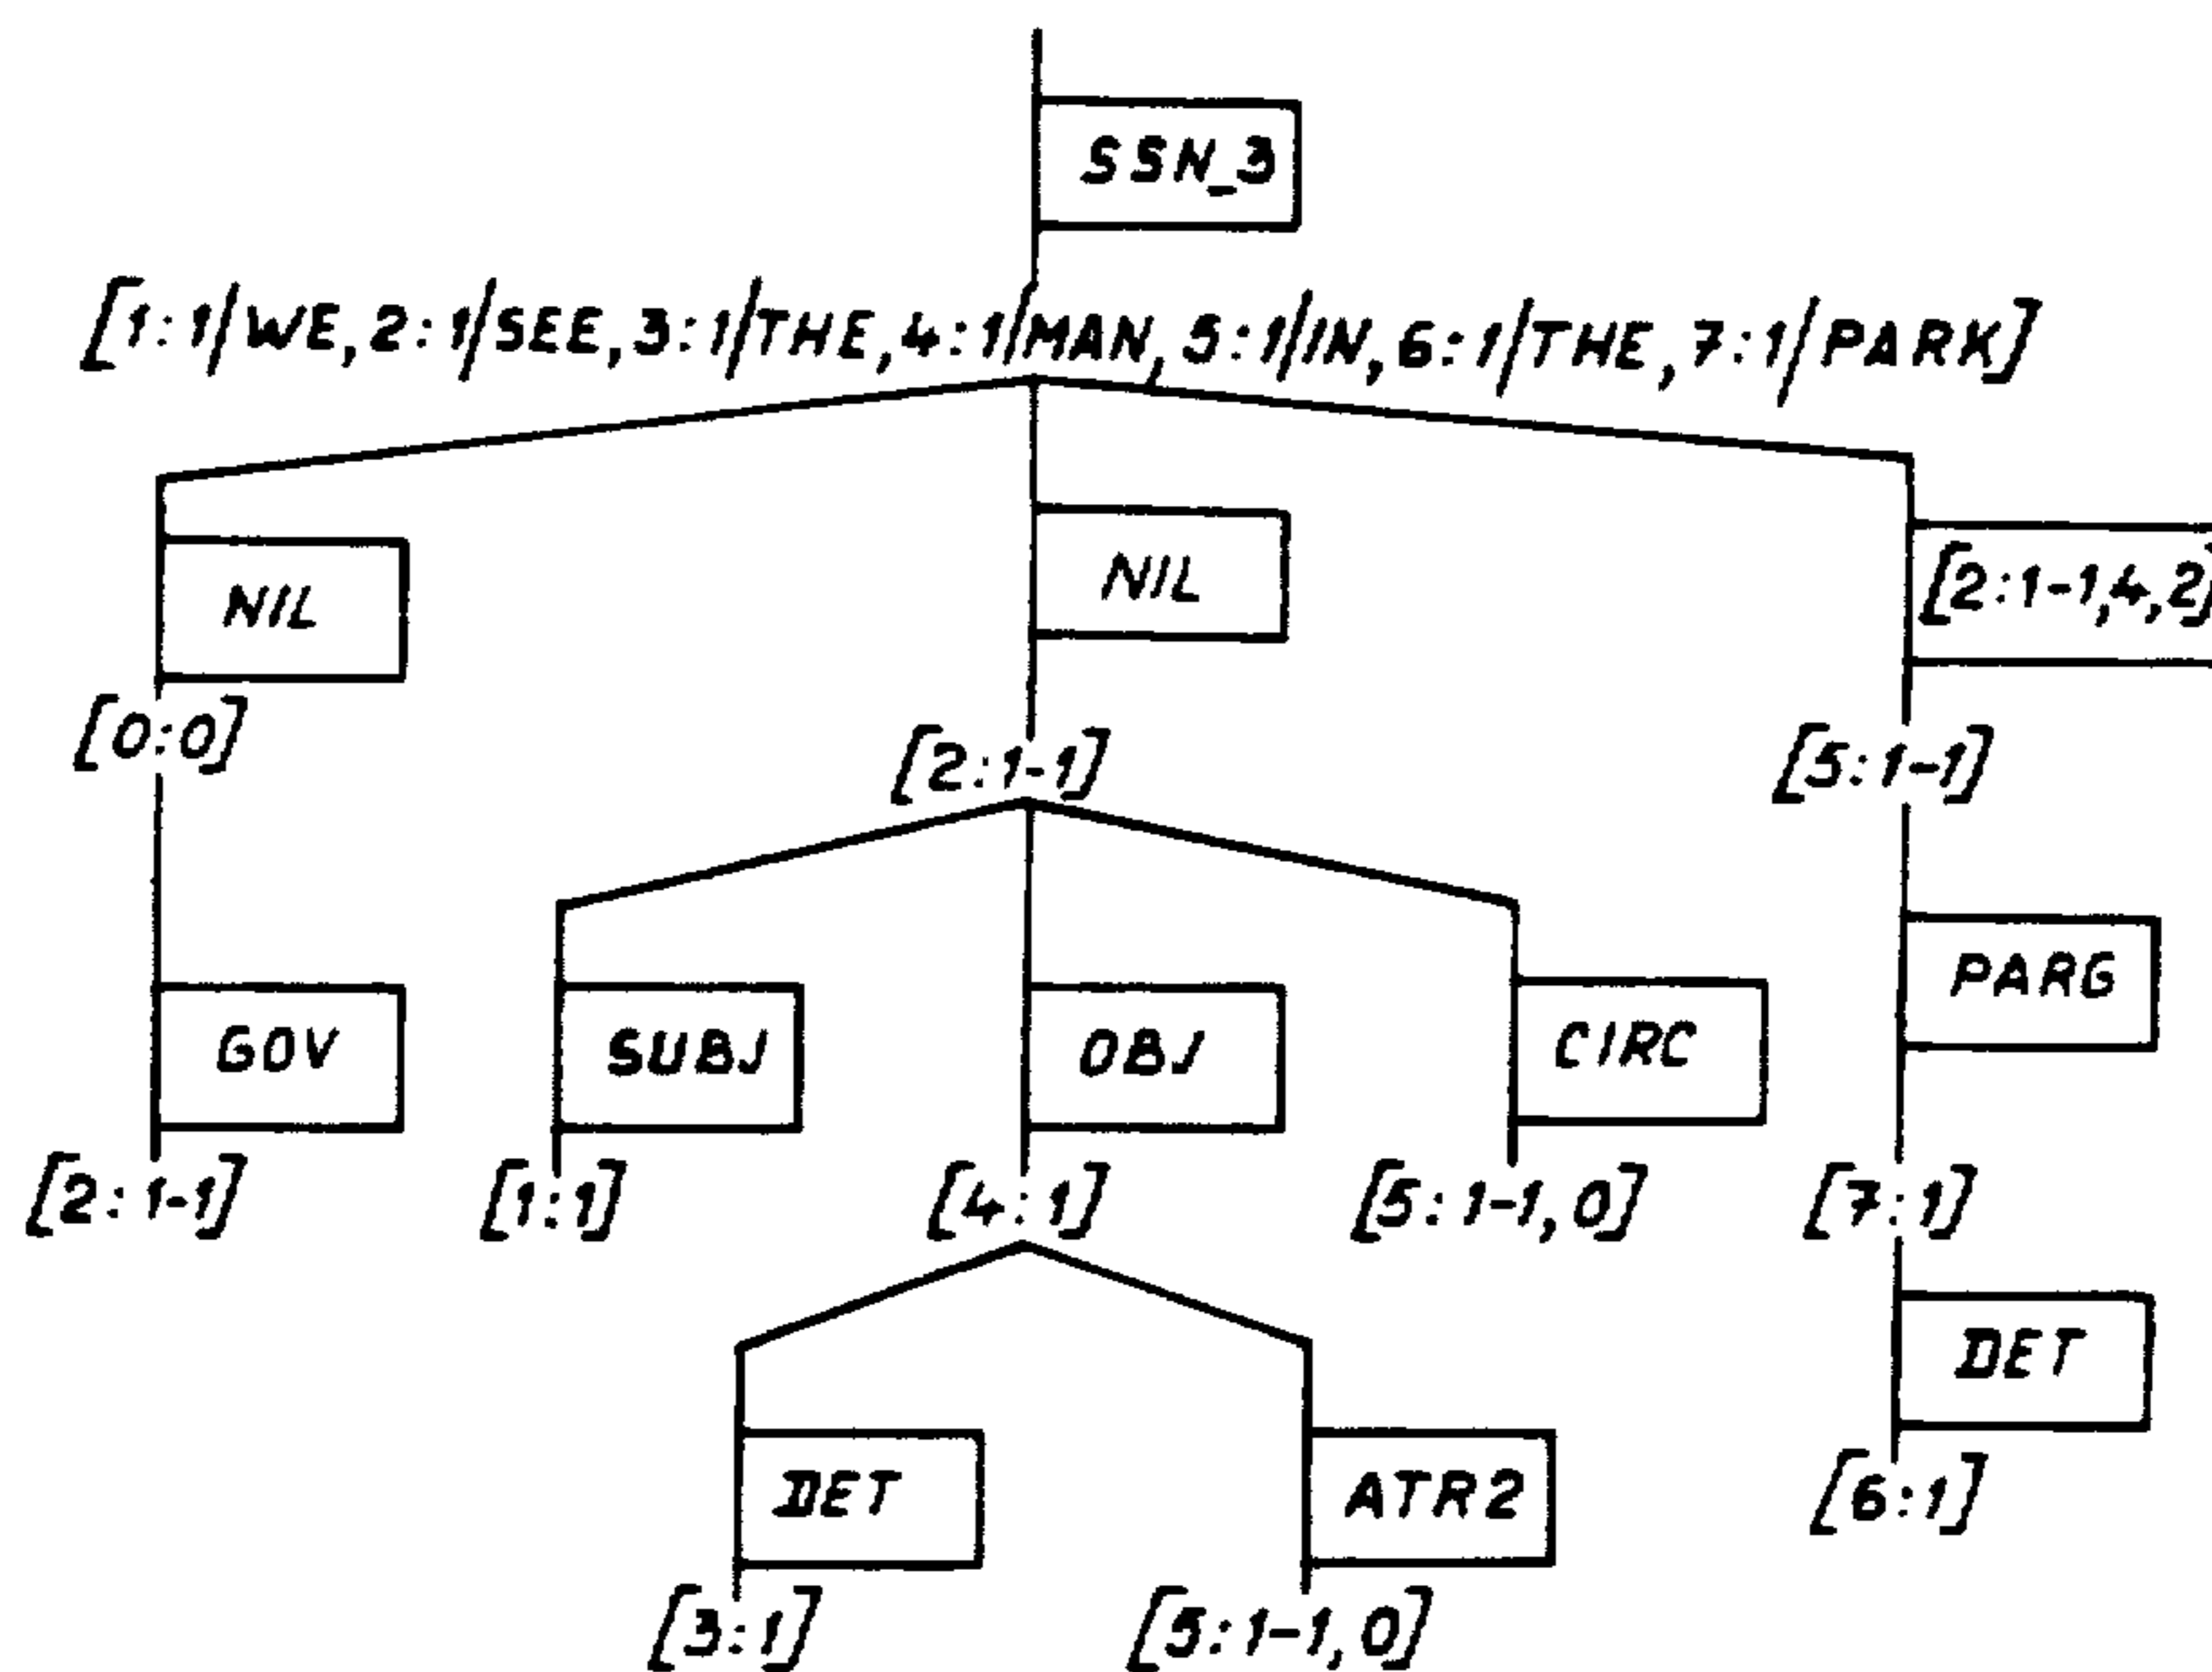 SSN_3
[1:1/WE, 2:1/SEE, 3:1/THE, 4:1/MAN, 5:1/IN, 6:1/THE, 7:1/PARK]
NIL
NIL
[2:1-1,4,2]
[0:0]
[2:1-1]
[5:1-1]
GOV
SUBJ
OBJ
CIRC
PARG
[2:1-1]
[1:1]
[4:1]
[5:1-1,0]
[7:1]
DET
DET
ATR2
[6:1]
[3:1]
[5:1-1,0]